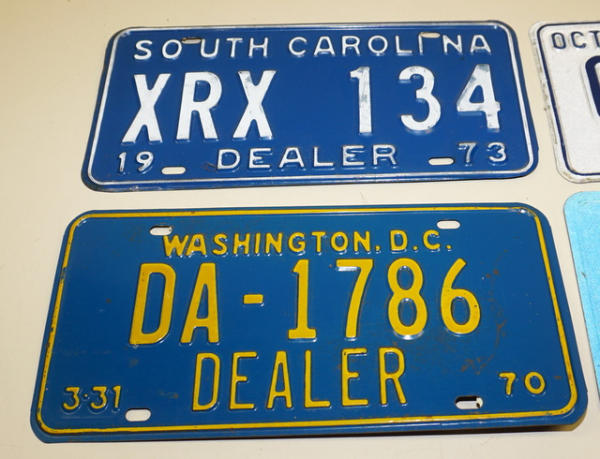 SOUTH CAROLINA
XRX 134
19 DEALER 73
WASHINGTON, D.C.
DA-1786
DEALER
3·31 70
OCT